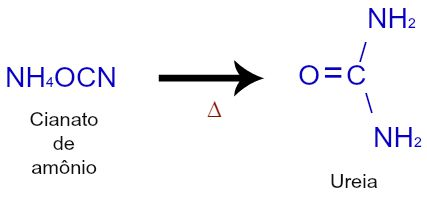 NH₂
NH₄OCN
O = C
Δ
Cianato
de
amônio
NH₂
Ureia